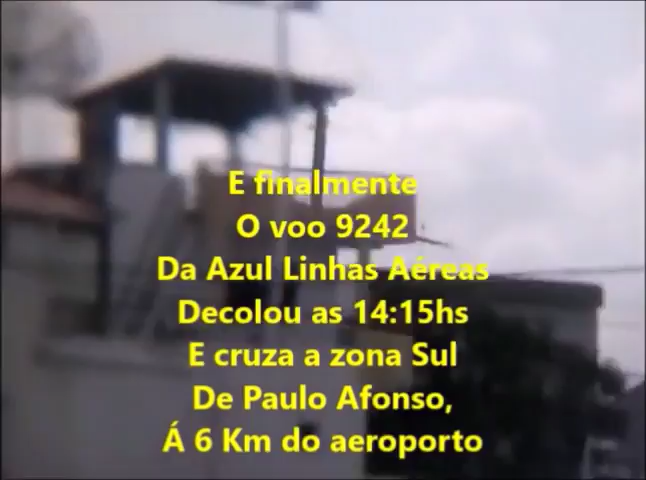 E finalmente
O voo 9242
Da Azul Linhas Aéreas
Decolou as 14:15hs
E cruza a zona Sul
De Paulo Afonso,
Á 6 Km do aeroporto